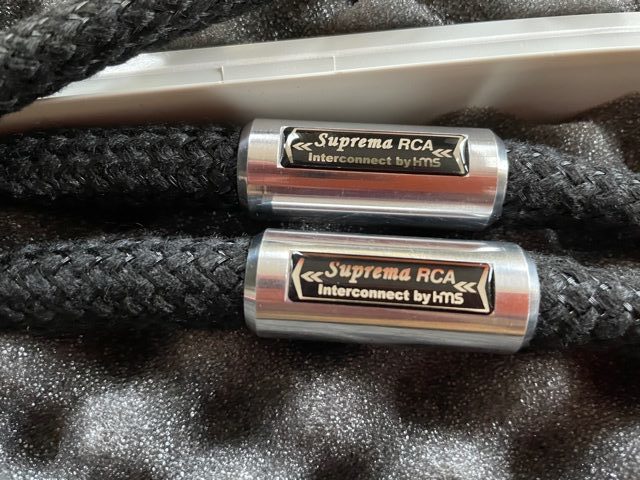 Suprema RCA
Interconnect by HMS
Suprema RCA
Interconnect by HMS